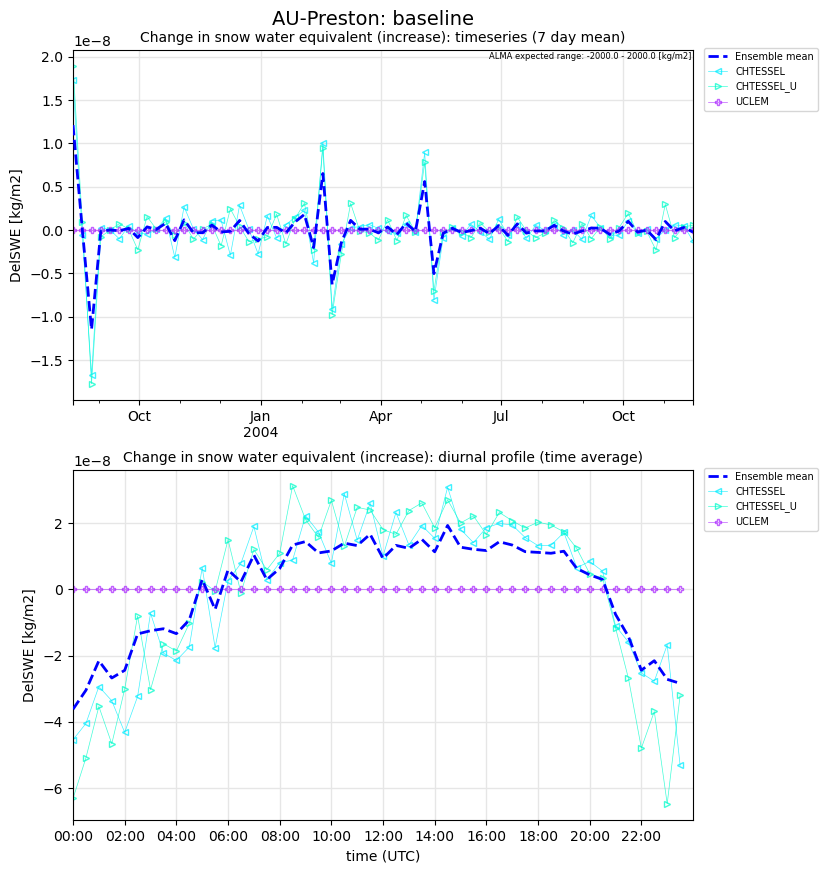 AU-Preston: baseline
1e−8
Change in snow water equivalent (increase): timeseries (7 day mean)
ALMA expected range: -2000.0 - 2000.0 [kg/m2]
Ensemble mean
CHTESSEL
CHTESSEL_U
UCLEM
DelSWE [kg/m2]
2.0
1.5
1.0
0.5
0.0
−0.5
−1.0
−1.5
Oct
Jan
2004
Apr
Jul
Oct
1e−8
Change in snow water equivalent (increase): diurnal profile (time average)
Ensemble mean
CHTESSEL
CHTESSEL_U
UCLEM
DelSWE [kg/m2]
2
0
−2
−4
−6
00:00 02:00 04:00 06:00 08:00 10:00 12:00 14:00 16:00 18:00 20:00 22:00
time (UTC)